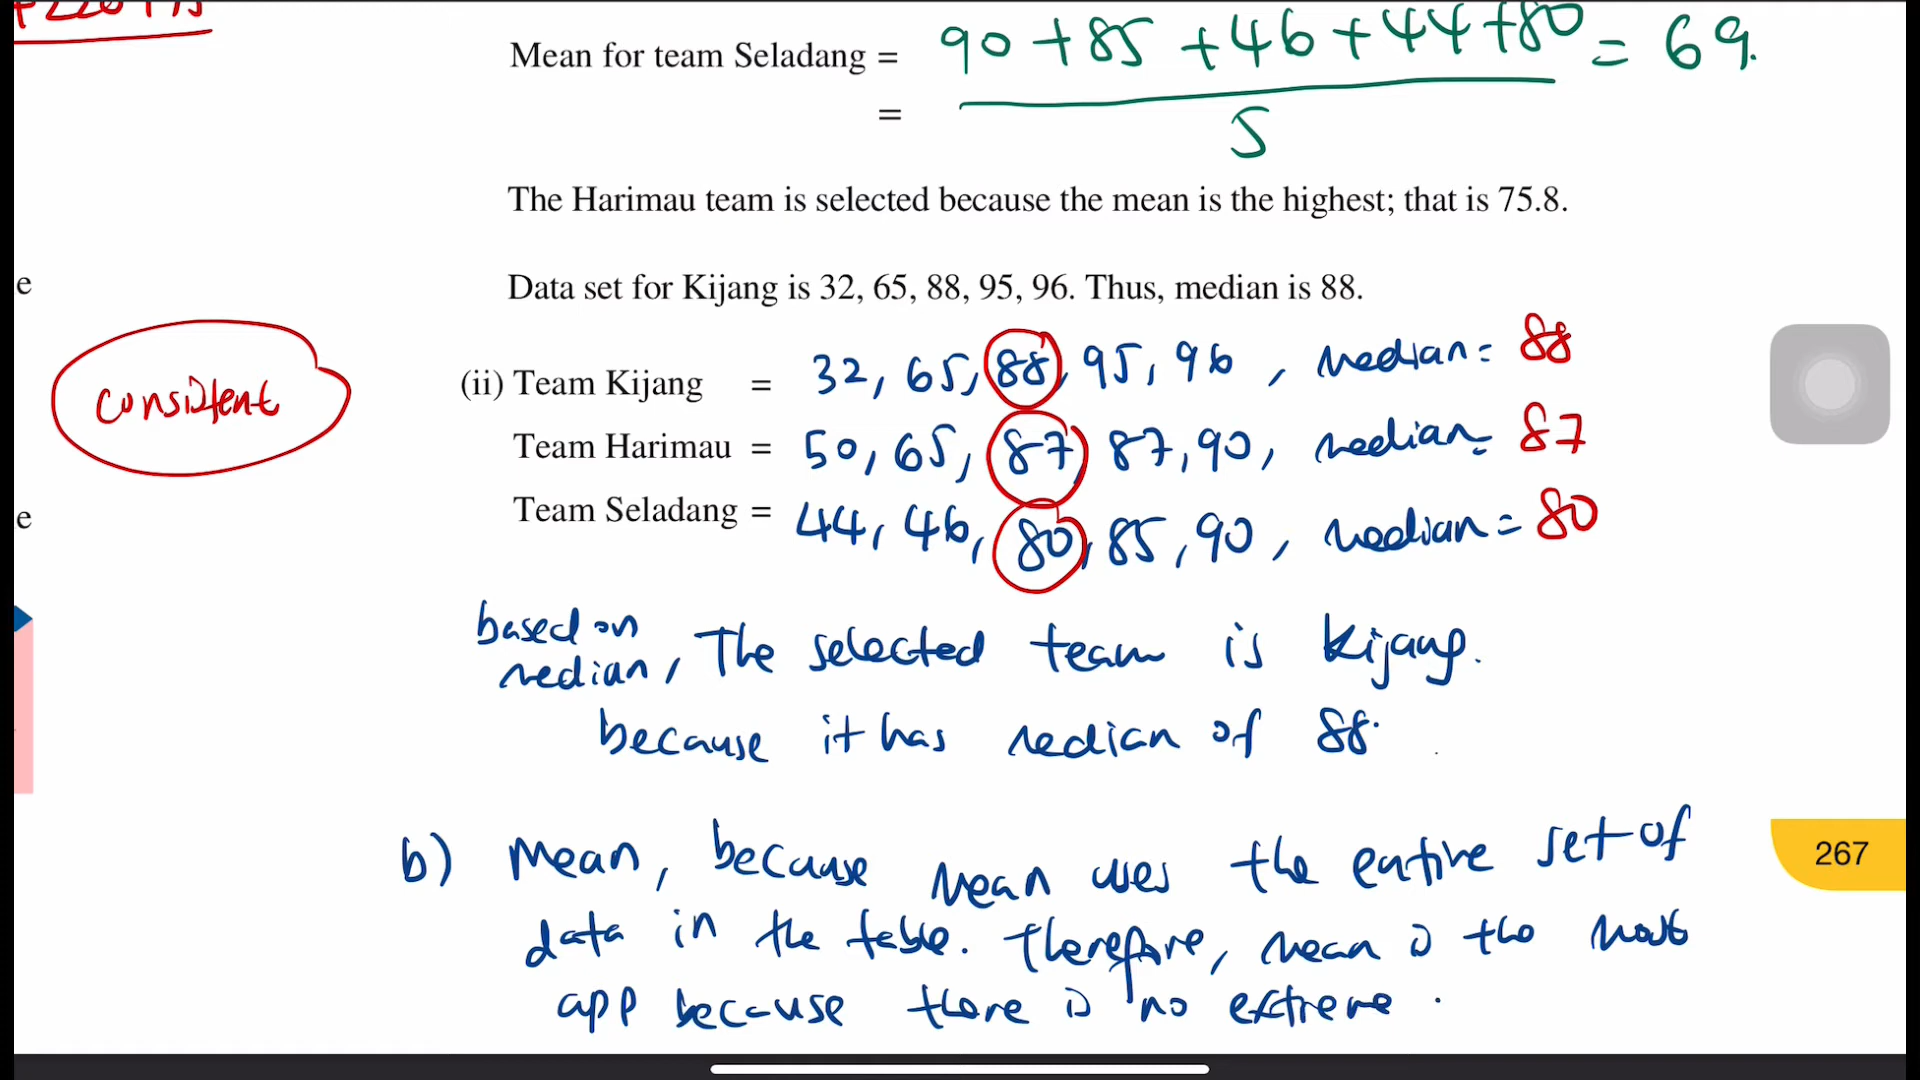 Mean for team Seladang = 90 + 85 + 46 + 44 + 80 = 69.
= 5
The Harimau team is selected because the mean is the highest; that is 75.8.
e
Data set for Kijang is 32, 65, 88, 95, 96. Thus, median is 88.
consistent
(ii) Team Kijang = 32, 65, 88, 95, 96, median = 88
Team Harimau = 50, 65, 87, 87, 90, median = 87
e
Team Seladang = 44, 46, 80, 85, 90, median = 80
based on
median, The selected team is Kijang.
because it has median of 88.
b) Mean, because mean uses the entire set of
267
data in the table. Therefore, mean is the most
app because there is no extreme.